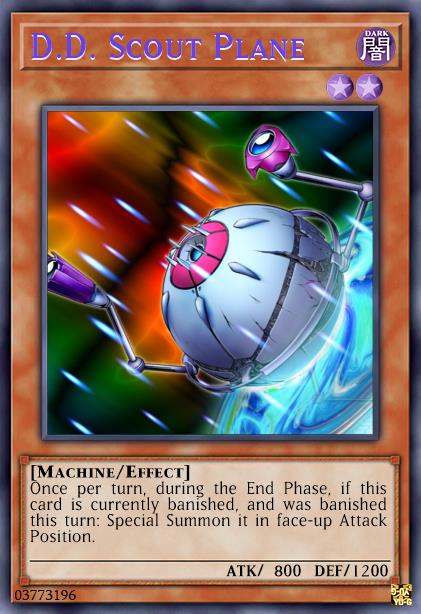 D.D. Scout Plane
DARK
闇
[Machine/Effect]
Once per turn, during the End Phase, if this
card is currently banished, and was banished
this turn: Special Summon it in face-up Attack
Position.
ATK/ 800 DEF/1200
03773196